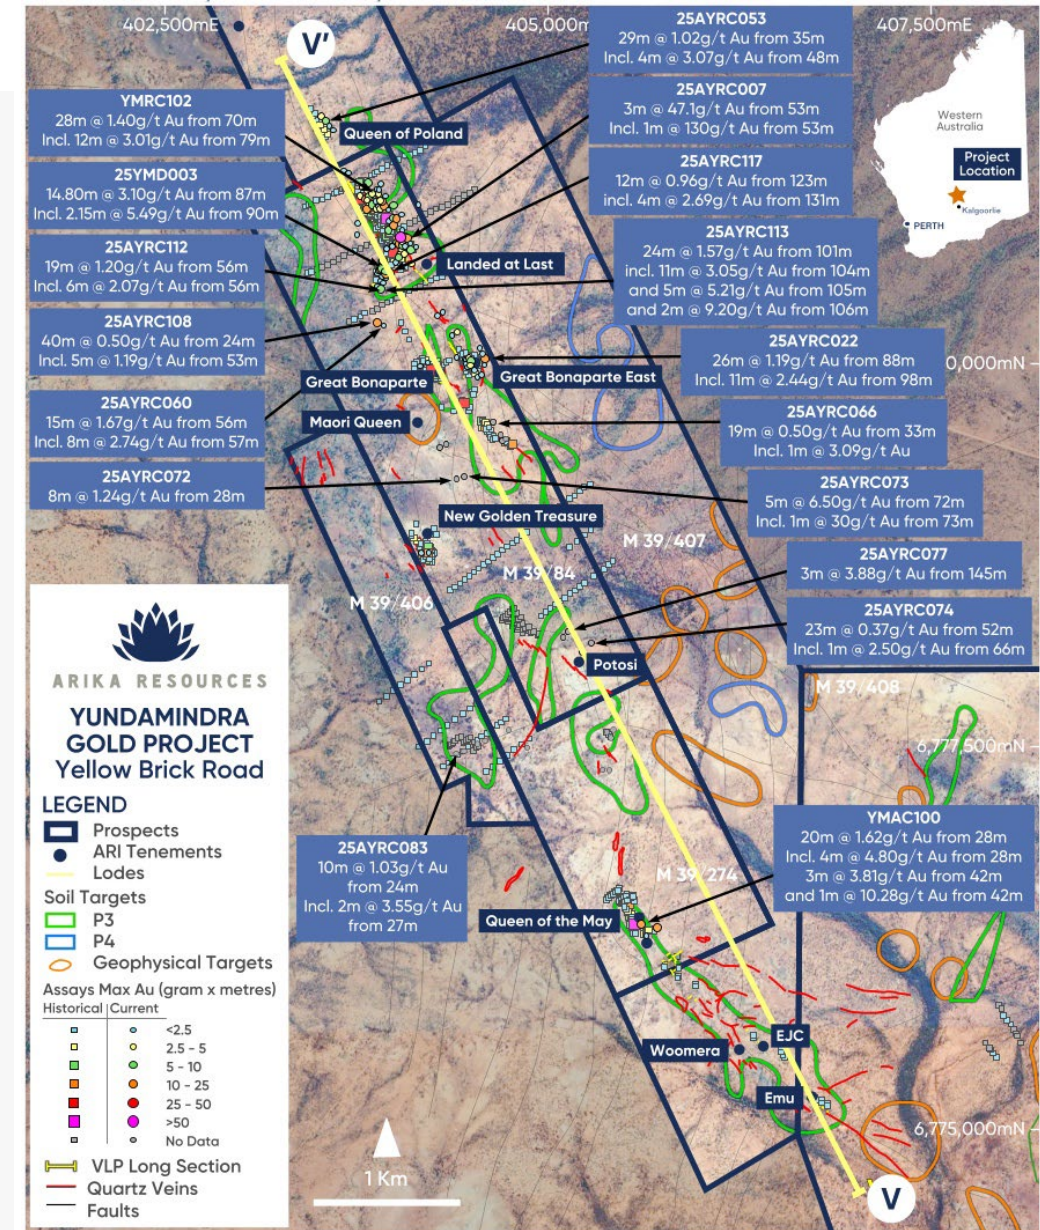 402,500mE
405,000m
407,500mE
V'
25AYRC053
29m @ 1.02g/t Au from 35m
Incl. 4m @ 3.07g/t Au from 48m
25AYRC007
3m @ 47.1g/t Au from 53m
Incl. 1m @ 130g/t Au from 53m
25AYRC117
12m @ 0.96g/t Au from 123m
incl. 4m @ 2.69g/t Au from 131m
25AYRC113
24m @ 1.57g/t Au from 101m
incl. 11m @ 3.05g/t Au from 104m
and 5m @ 5.21g/t Au from 105m
and 2m @ 9.20g/t Au from 106m
25AYRC022
26m @ 1.19g/t Au from 88m
Incl. 11m @ 2.44g/t Au from 98m
25AYRC066
19m @ 0.50g/t Au from 33m
Incl. 1m @ 3.09g/t Au
25AYRC073
5m @ 6.50g/t Au from 72m
Incl. 1m @ 30g/t Au from 73m
25AYRC077
3m @ 3.88g/t Au from 145m
25AYRC074
23m @ 0.37g/t Au from 52m
Incl. 1m @ 2.50g/t Au from 66m
YMAC100
20m @ 1.62g/t Au from 28m
Incl. 4m @ 4.80g/t Au from 28m
3m @ 3.81g/t Au from 42m
and 1m @ 10.28g/t Au from 42m
Western
Australia
Project
Location
Kalgoorlie
PERTH
YMRC102
28m @ 1.40g/t Au from 70m
Incl. 12m @ 3.01g/t Au from 79m
25YMD003
14.80m @ 3.10g/t Au from 87m
Incl. 2.15m @ 5.49g/t Au from 90m
25AYRC112
19m @ 1.20g/t Au from 56m
Incl. 6m @ 2.07g/t Au from 56m
25AYRC108
40m @ 0.50g/t Au from 24m
Incl. 5m @ 1.19g/t Au from 53m
25AYRC060
15m @ 1.67g/t Au from 56m
Incl. 8m @ 2.74g/t Au from 57m
25AYRC072
8m @ 1.24g/t Au from 28m
25AYRC083
10m @ 1.03g/t Au
from 24m
Incl. 2m @ 3.55g/t Au
from 27m
Queen of Poland
Landed at Last
Great Bonaparte
Great Bonaparte East
Maori Queen
New Golden Treasure
Potosi
Queen of the May
Woomera
EJC
Emu
M 39/407
M 39/84
M 39/406
M 39/408
M 39/274
0,000mN
6,777,500mN
6,775,000mN
V
1 Km
ARIKA RESOURCES
YUNDAMINDRA
GOLD PROJECT
Yellow Brick Road
LEGEND
Prospects
ARI Tenements
Lodes
Soil Targets
P3
P4
Geophysical Targets
Assays Max Au (gram x metres)
Historical Current
<2.5
2.5 - 5
5 - 10
10 - 25
25 - 50
>50
No Data
VLP Long Section
Quartz Veins
Faults